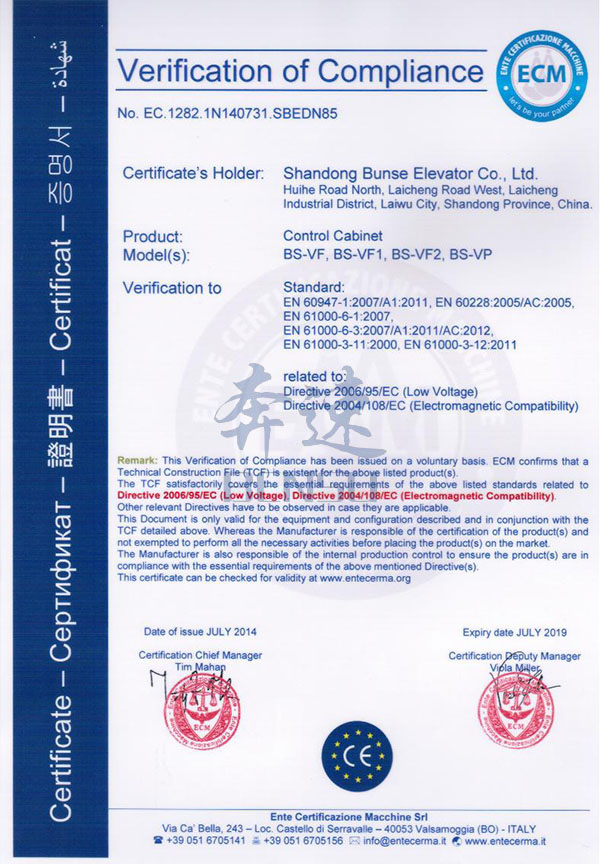 Certificate – Сертификат – 證明書 – Certificat – 증명서 – شهادة
Verification of Compliance
ENTE CERTIFICAZIONE MACCHINE
ECM
let's be your partner
No. EC.1282.1N140731.SBEDN85
Certificate's Holder: Shandong Bunse Elevator Co., Ltd.
Huihe Road North, Laicheng Road West, Laicheng
Industrial District, Laiwu City, Shandong Province, China.
Product: Control Cabinet
Model(s): BS-VF, BS-VF1, BS-VF2, BS-VP
Verification to Standard:
EN 60947-1:2007/A1:2011, EN 60228:2005/AC:2005,
EN 61000-6-1:2007,
EN 61000-6-3:2007/A1:2011/AC:2012,
EN 61000-3-11:2000, EN 61000-3-12:2011
related to:
Directive 2006/95/EC (Low Voltage)
Directive 2004/108/EC (Electromagnetic Compatibility)
奔速
Remark: This Verification of Compliance has been issued on a voluntary basis. ECM confirms that a
Technical Construction File (TCF) is existent for the above listed product(s).
The TCF satisfactorily the essential of the above listed standards related to
Directive 2006/95/EC (Low Voltage), Directive 2004/108/EC (Electromagnetic Compatibility).
Other relevant Directives have to be observed in case they are applicable.
This Document is only valid for the equipment and configuration described and in conjunction with the
TCF detailed above. Whereas the Manufacturer is responsible of the certification of the product(s) and
not exempted to perform all the necessary activities before placing the product(s) on the market.
The Manufacturer is also responsible of the internal production control to ensure the product(s) are in
compliance with the essential requirements of the above mentioned Directive(s).
This certificate can be checked for validity at www.entecerma.org
Date of issue JULY 2014
Expiry date JULY 2019
Certification Chief Manager
Tim Mahan
Certification Deputy Manager
Viola Miller
ECM
ECM
CE
Ente Certificazione Macchine Srl
Via Ca' Bella, 243 – Loc. Castello di Serravalle – 40053 Valsamoggia (BO) - ITALY
+39 051 6705141 +39 051 6705156 info@entecerma.it www.entecerma.it